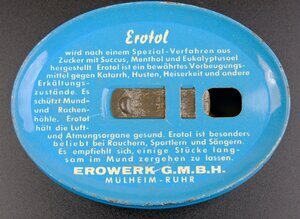 Erotol
wird nach einem Spezial-Verfahren aus
Zucker mit Succus, Menthol und Eukalyptusoel
hergestellt. Erotol ist ein bewährtes Vorbeugungs-
mittel gegen Katarrh, Husten, Heiserkeit und andere
Erkältungs-
zustände. Es
schützt Mund-
und Rachen-
höhle. Erotol
hält die Luft-
und Atmungsorgane gesund. Erotol ist besonders
beliebt bei Rauchern, Sportlern und Sängern.
Es empfiehlt sich, einige Stücke lang-
sam im Mund zergehen zu lassen.
EROWERK G.M.B.H.
MÜLHEIM-RUHR